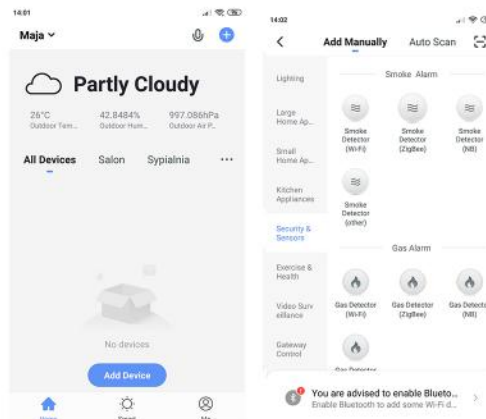 14:01
Maja
Partly Cloudy
26°C
42.8484%
997.086hPa
Outdoor Tem...
Outdoor Hum...
Outdoor Air P...
All Devices
Salon
Sypialnia
...
No devices
Add Device
Home
Smart
Me
14:02
Add Manually
Auto Scan
Lighting
Large
Home Ap...
Small
Home Ap...
Kitchen
Appliances
Security &
Sensors
Exercise &
Health
Video Surv
eillance
Gateway
Control
Smoke Alarm
Smoke
Detector
(Wi-Fi)
Smoke
Detector
(ZigBee)
Smoke
Detector
(NB)
Smoke
Detector
(other)
Gas Alarm
Gas Detector
(Wi-Fi)
Gas Detector
(ZigBee)
Gas Detecto
(NB)
Gas Detector
You are advised to enable Blueto...
Enable Bluetooth to add some Wi-Fi d...